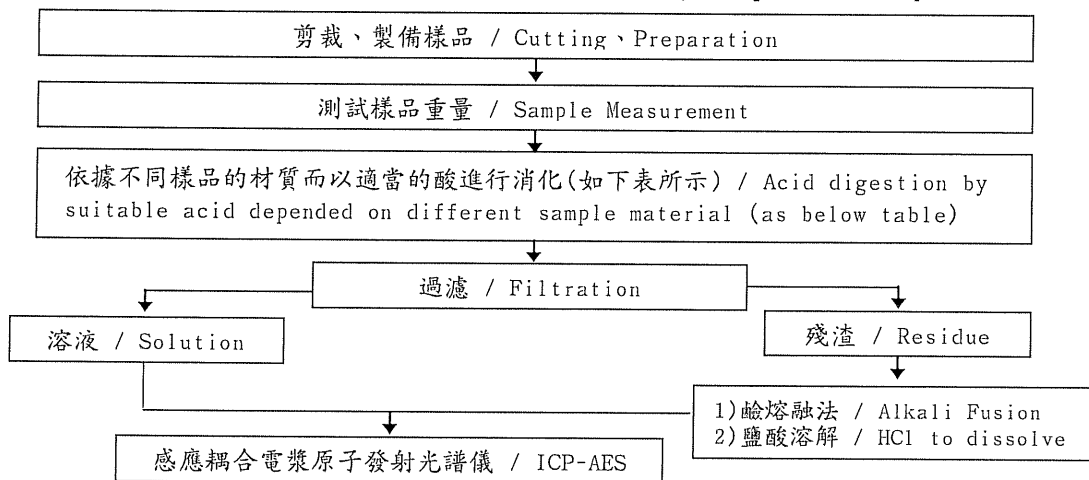 剪裁、製備樣品 / Cutting、Preparation
測試樣品重量 / Sample Measurement
依據不同樣品的材質而以適當的酸進行消化(如下表所示) / Acid digestion by
suitable acid depended on different sample material (as below table)
過濾 / Filtration
溶液 / Solution
殘渣 / Residue
1)鹼熔融法 / Alkali Fusion
2)鹽酸溶解 / HCl to dissolve
感應耦合電漿原子發射光譜儀 / ICP-AES